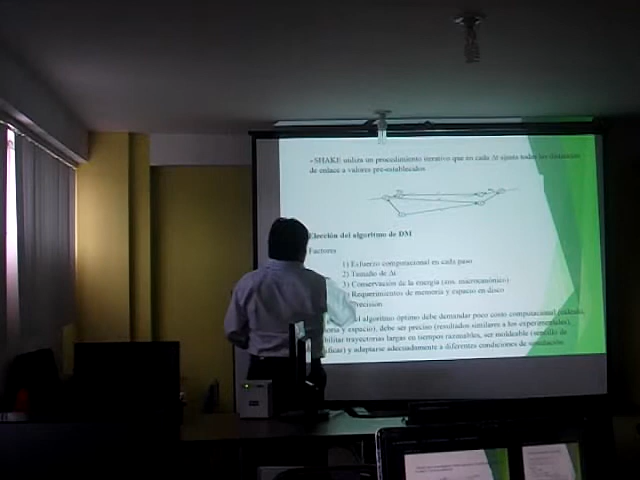 - SHAKE utiliza un procedimiento iterativo que en cada Δt ajusta todas las distancias
de enlace a valores pre-establecidos
Elección del algoritmo de DM
Factores
1) Esfuerzo computacional en cada paso
2) Tamaño de Δt
3) Conservación de la energía (ens. microcanónico)
Requerimientos de memoria y espacio en disco
Precisión
el algoritmo óptimo debe demandar poco costo computacional (cálculo,
y espacio), debe ser preciso (resultados similares a los experimentales),
trayectorias largas en tiempos razonables, ser moldeable (sencillo de
y adaptarse adecuadamente a diferentes condiciones de simulación.